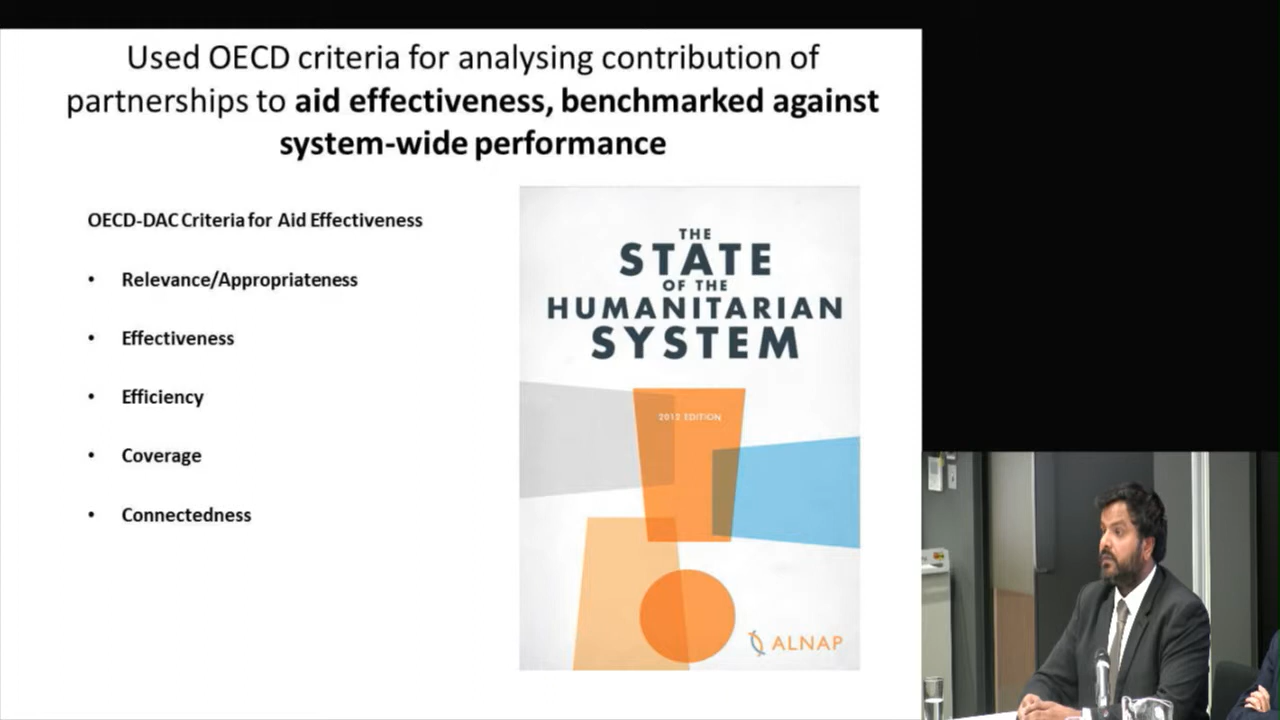 Used OECD criteria for analysing contribution of
partnerships to aid effectiveness, benchmarked against
system-wide performance
OECD-DAC Criteria for Aid Effectiveness
• Relevance/Appropriateness
• Effectiveness
• Efficiency
• Coverage
• Connectedness
THE
STATE
OF THE
HUMANITARIAN
SYSTEM
2012 EDITION
ALNAP